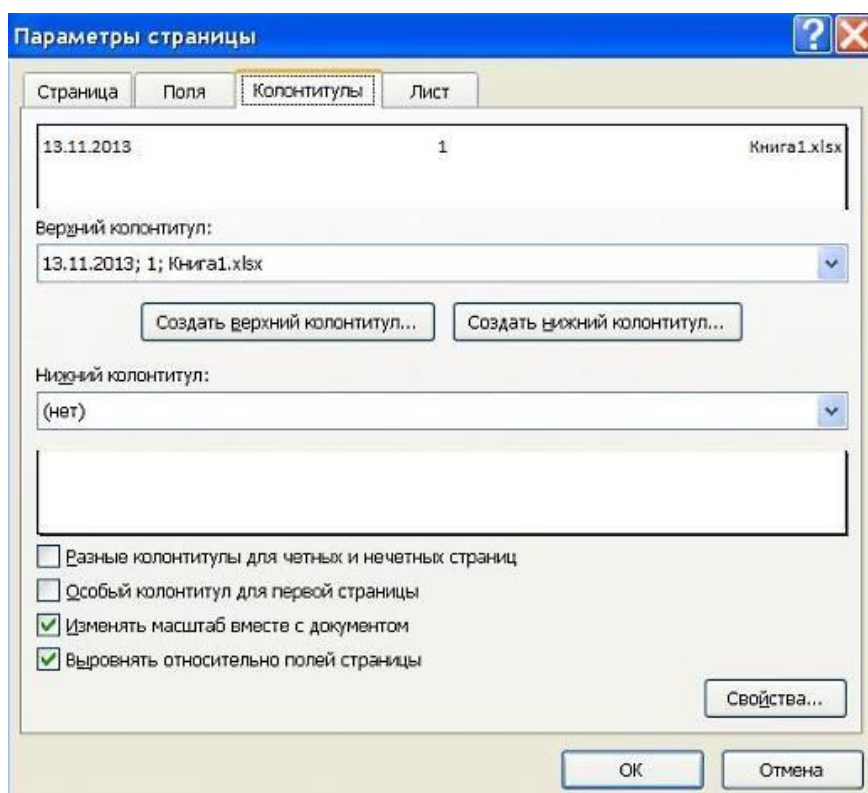 Параметры страницы
Страница Поля Колонтитулы Лист
13.11.2013 1 Книга1.xlsx
Верхний колонтитул:
13.11.2013; 1; Книга1.xlsx
Создать верхний колонтитул... Создать нижний колонтитул...
Нижний колонтитул:
(нет)
Разные колонтитулы для четных и нечетных страниц
Особый колонтитул для первой страницы
Изменять масштаб вместе с документом
Выровнять относительно полей страницы
Свойства...
ОК Отмена